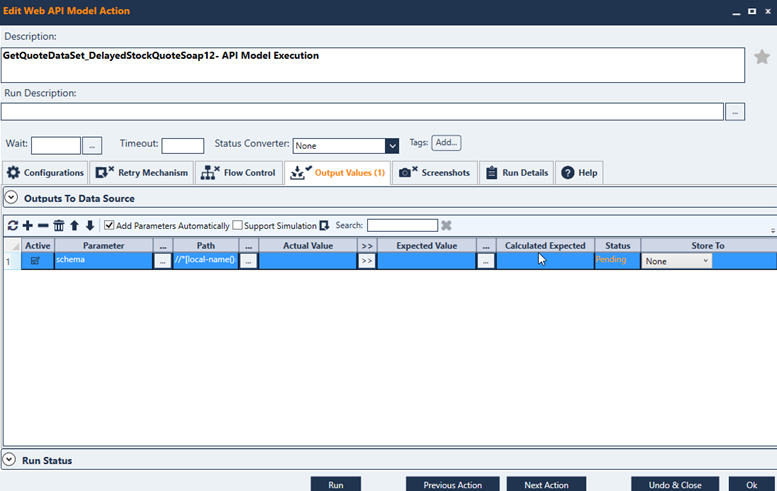 Edit Web API Model Action
Description:
GetQuoteDataSet_DelayedStockQuoteSoap12- API Model Execution
Run Description:
...
Wait: ... Timeout: Status Converter: None Tags: Add...
Configurations Retry Mechanism Flow Control Output Values (1) Screenshots Run Details Help
Outputs To Data Source
Add Parameters Automatically Support Simulation Search:
Active Parameter ... Path ... Actual Value >> Expected Value ... Calculated Expected Status Store To
1 schema ... //*[local-name() ... >> ... Pending None
Run Status
Run Previous Action Next Action Undo & Close Ok